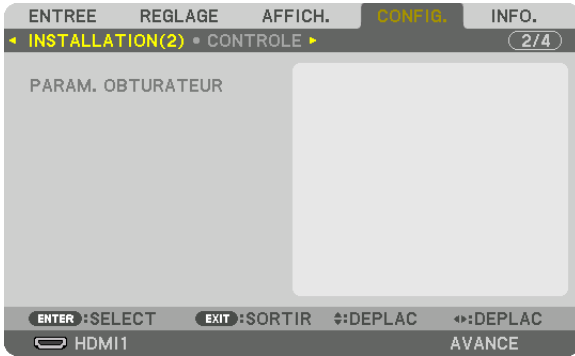 ENTREE REGLAGE AFFICH. CONFIG. INFO.
INSTALLATION(2) • CONTROLE 2/4
PARAM. OBTURATEUR
ENTER :SELECT EXIT :SORTIR :DEPLAC :DEPLAC
HDMI1 AVANCE